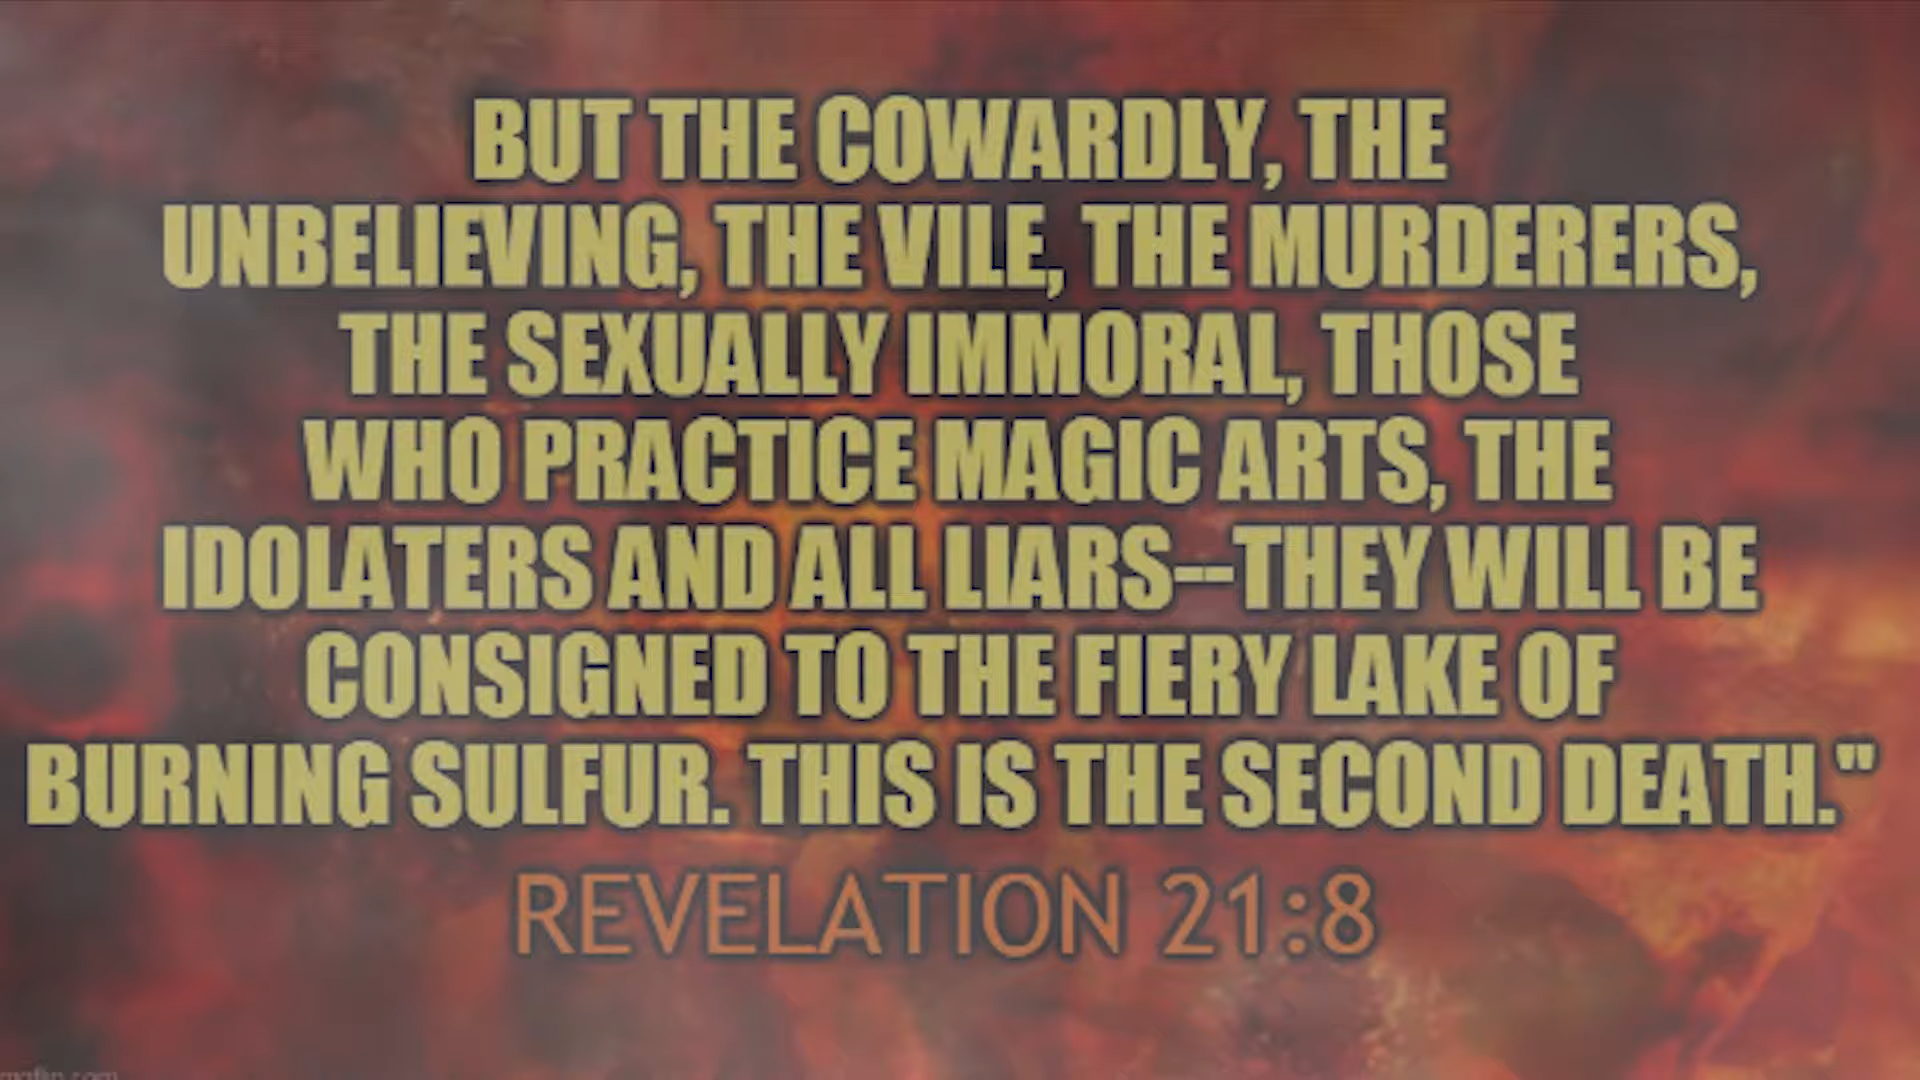 BUT THE COWARDLY, THE
UNBELIEVING, THE VILE, THE MURDERERS,
THE SEXUALLY IMMORAL, THOSE
WHO PRACTICE MAGIC ARTS, THE
IDOLATERS AND ALL LIARS--THEY WILL BE
CONSIGNED TO THE FIERY LAKE OF
BURNING SULFUR. THIS IS THE SECOND DEATH."
REVELATION 21:8